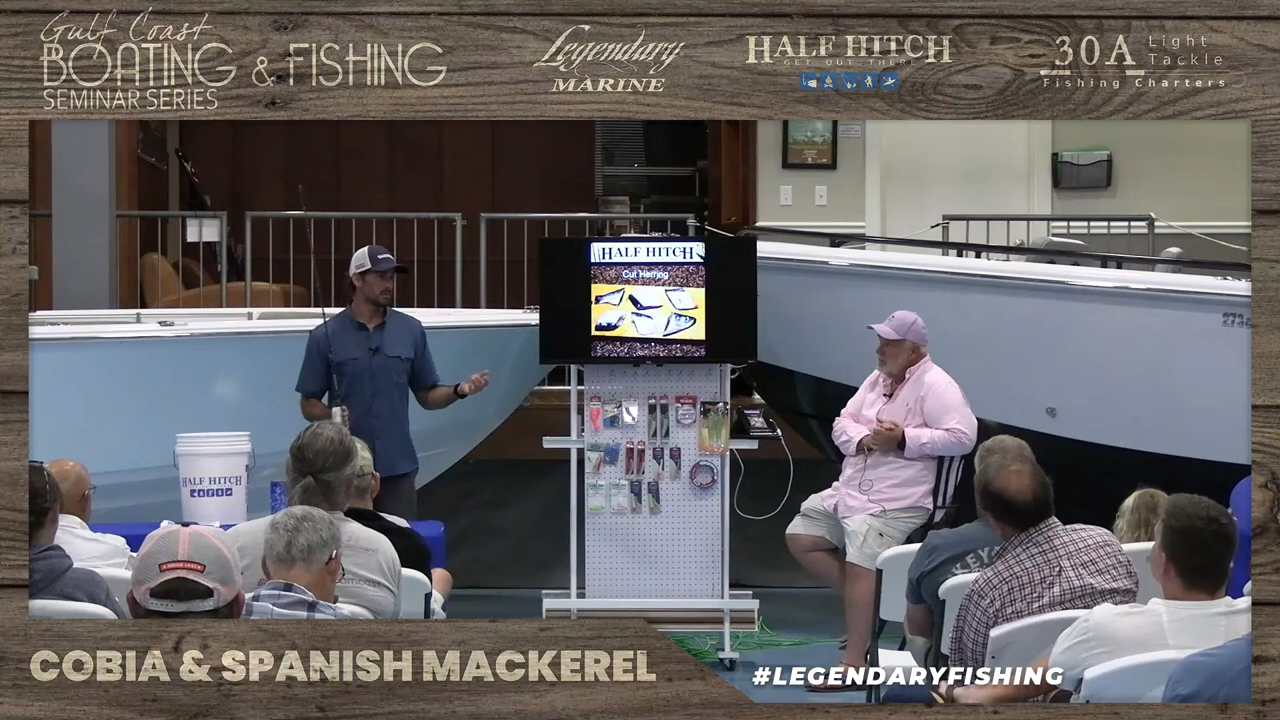 Gulf Coast
BOATING & FISHING
SEMINAR SERIES
Legendary
MARINE
HALF HITCH
GET OUT THERE
30A Light Tackle
Fishing Charters
HALF HITCH
Cut Herring
HALF HITCH
KEY
COBIA & SPANISH MACKEREL
#LEGENDARYFISHING